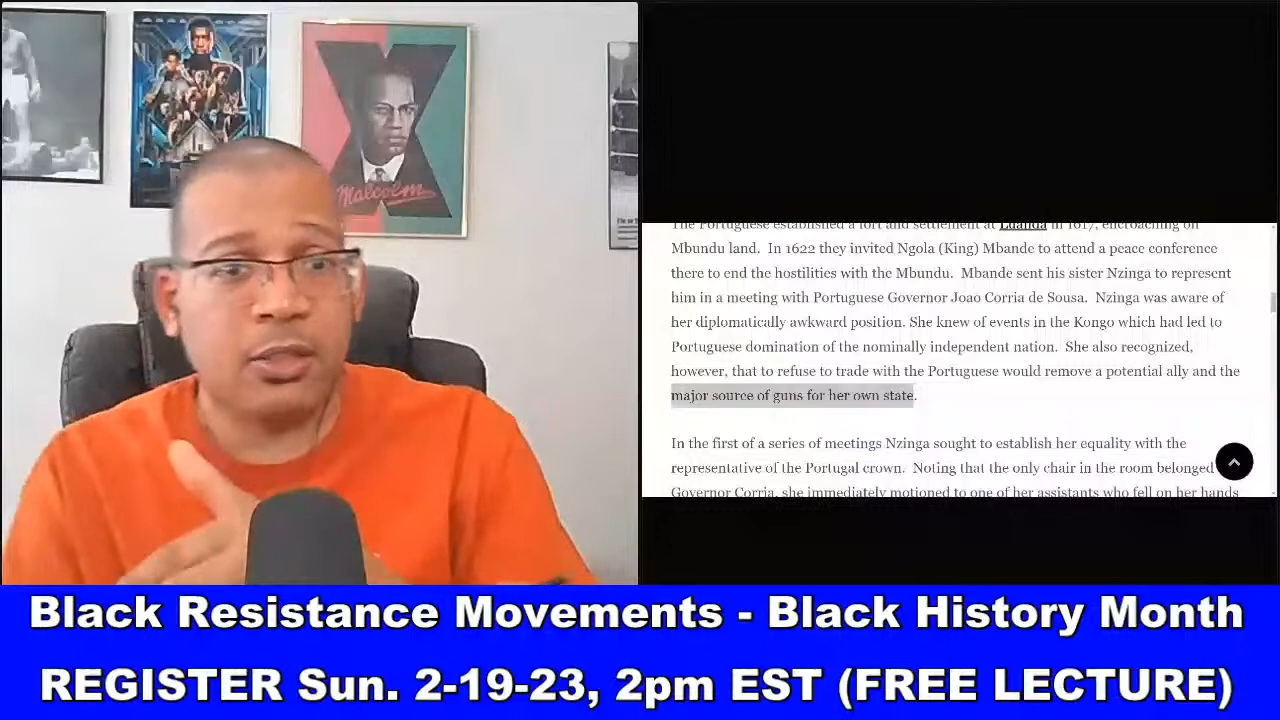 Malcolm
The Portuguese established a fort and settlement at Luanda in 1617, encroaching on
Mbundu land. In 1622 they invited Ngola (King) Mbande to attend a peace conference
there to end the hostilities with the Mbundu. Mbande sent his sister Nzinga to represent
him in a meeting with Portuguese Governor Joao Corria de Sousa. Nzinga was aware of
her diplomatically awkward position. She knew of events in the Kongo which had led to
Portuguese domination of the nominally independent nation. She also recognized,
however, that to refuse to trade with the Portuguese would remove a potential ally and the
major source of guns for her own state.
In the first of a series of meetings Nzinga sought to establish her equality with the
representative of the Portugal crown. Noting that the only chair in the room belonged
Governor Corria, she immediately motioned to one of her assistants who fell on her hands
Black Resistance Movements - Black History Month
REGISTER Sun. 2-19-23, 2pm EST (FREE LECTURE)